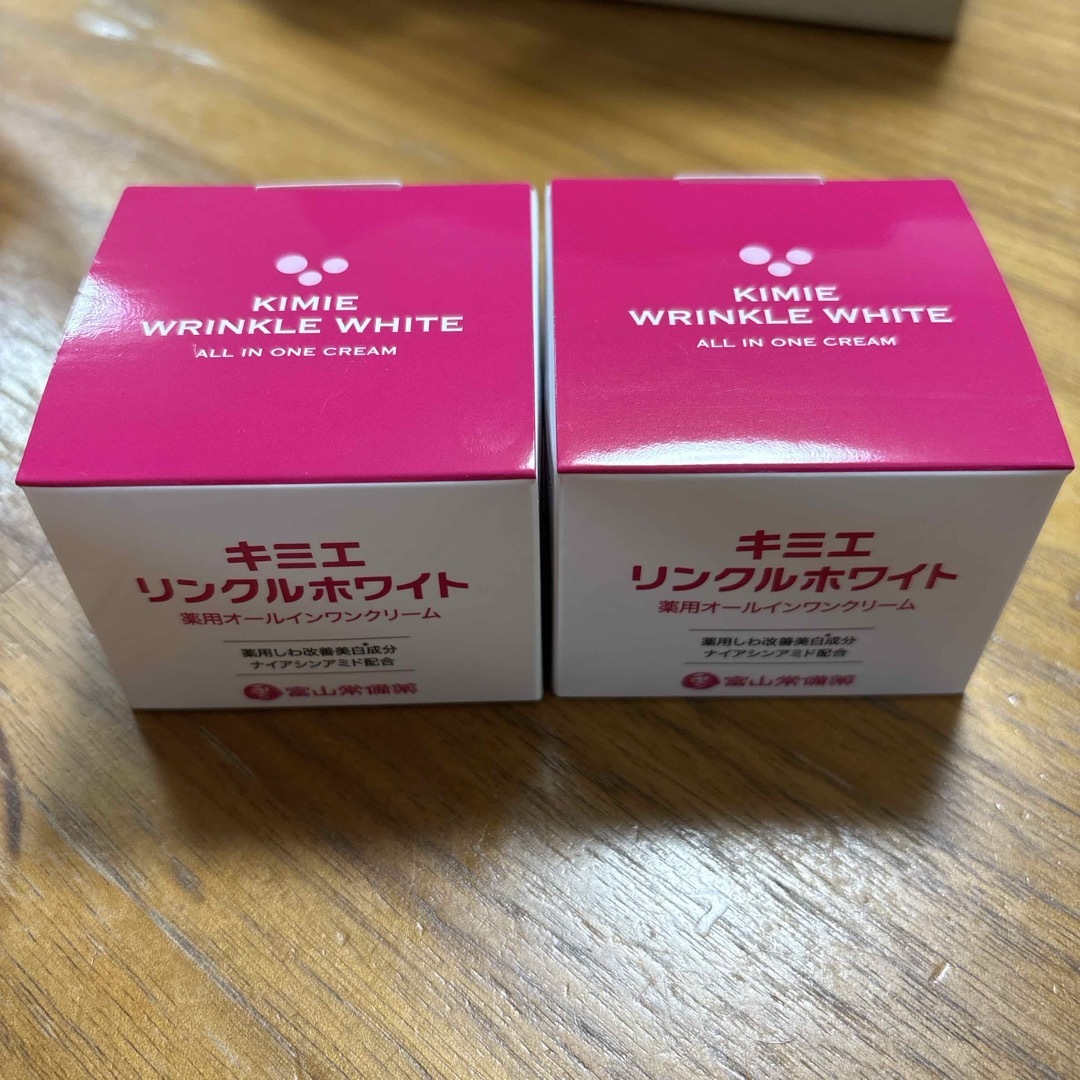 KIMIE
WRINKLE WHITE
ALL IN ONE CREAM
キミエ
リンクルホワイト
薬用オールインワンクリーム
薬用しわ改善美白*成分
ナイアシンアミド配合
富山常備薬
KIMIE
WRINKLE WHITE
ALL IN ONE CREAM
キミエ
リンクルホワイト
薬用オールインワンクリーム
薬用しわ改善美白*成分
ナイアシンアミド配合
富山常備薬